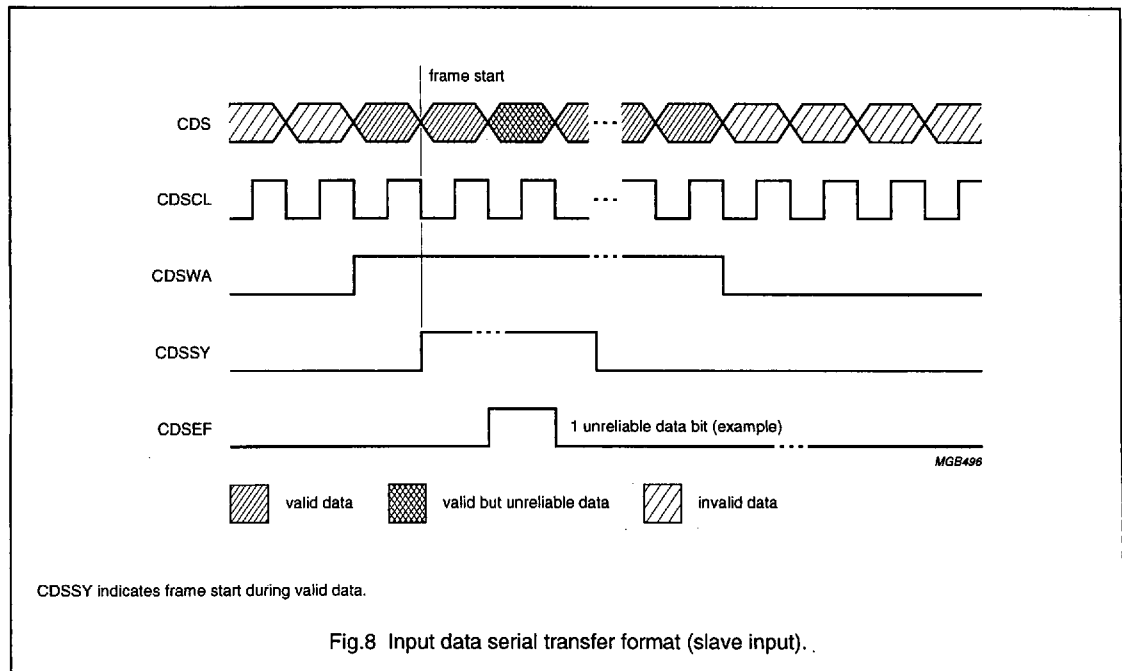 frame start
CDS
CDSCL
CDSWA
CDSSY
CDSEF
1 unreliable data bit (example)
MGB496
valid data
valid but unreliable data
invalid data
CDSSY indicates frame start during valid data.
Fig.8 Input data serial transfer format (slave input).